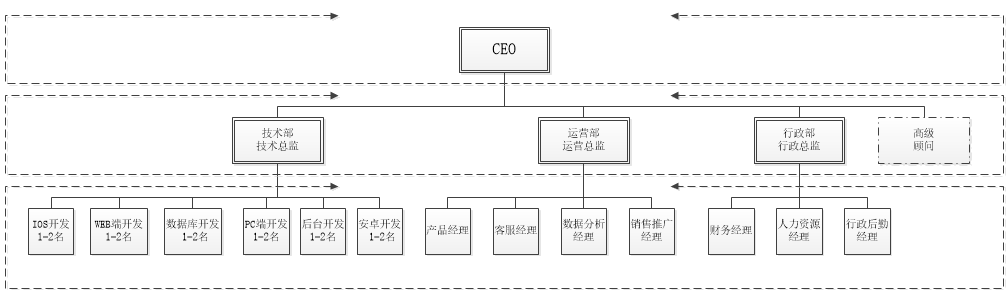 CEO
技术部
技术总监
运营部
运营总监
行政部
行政总监
高级
顾问
IOS开发
1-2名
WEB端开发
1-2名
数据库开发
1-2名
PC端开发
1-2名
后台开发
1-2名
安卓开发
1-2名
产品经理
客服经理
数据分析
经理
销售推广
经理
财务经理
人力资源
经理
行政后勤
经理